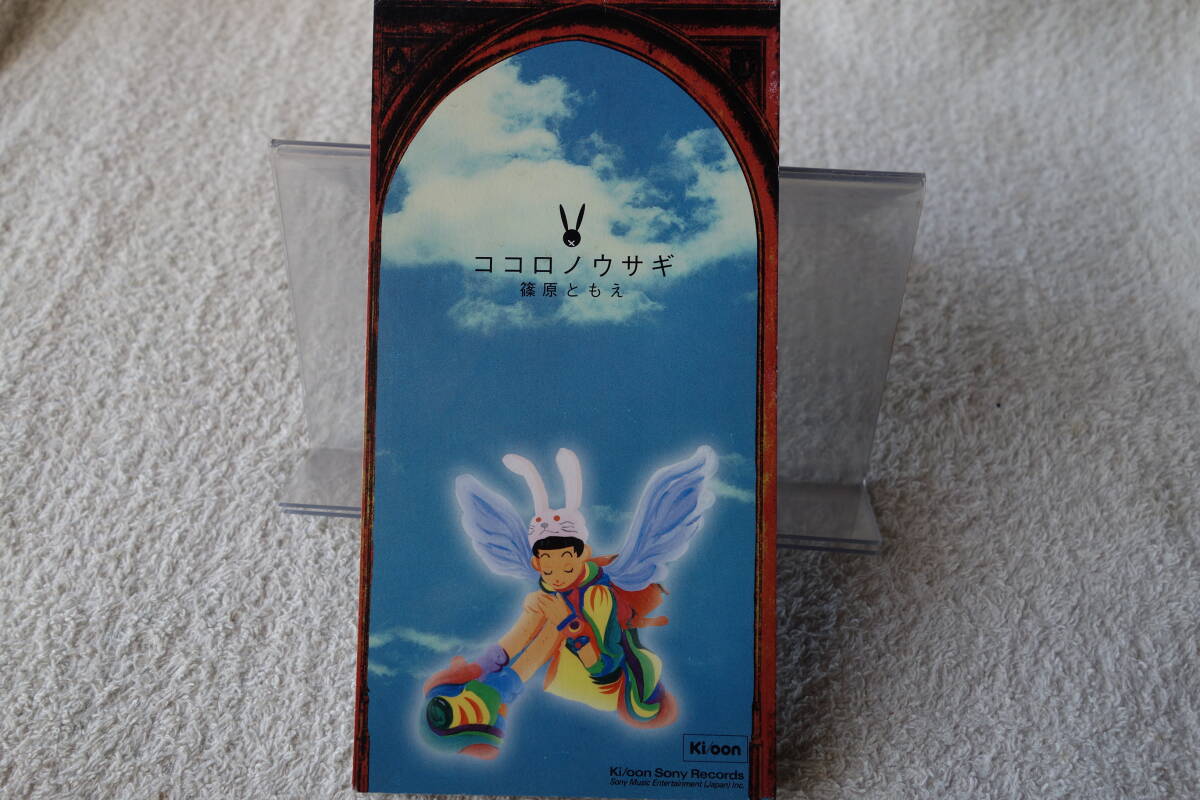 ココロノウサギ
篠原ともえ
Ki/oon
Ki/oon Sony Records
Sony Music Entertainment (Japan) Inc.